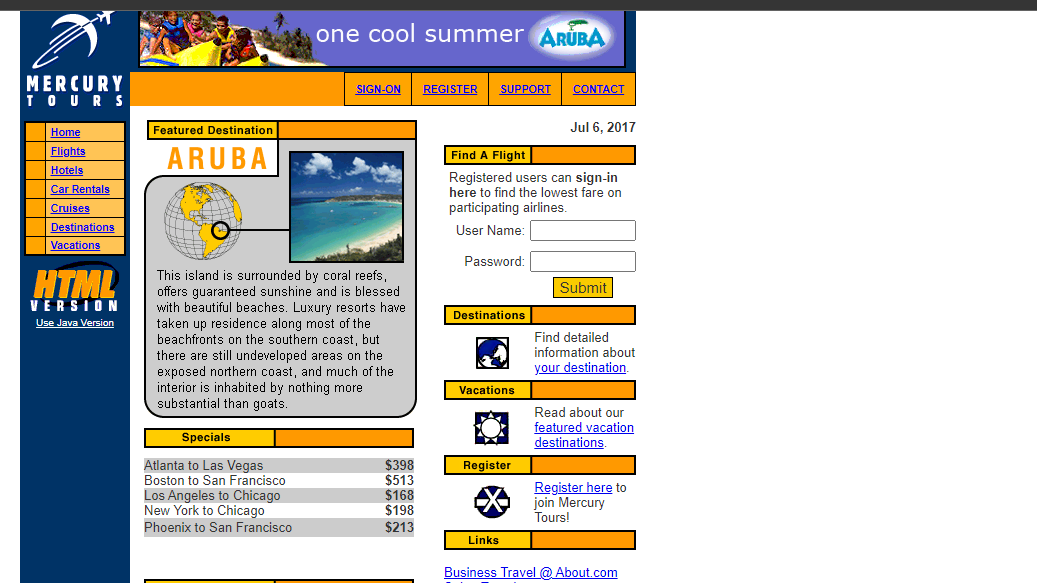 one cool summer ARUBA
MERCURY
TOURS
SIGN-ON REGISTER SUPPORT CONTACT
Home
Flights
Hotels
Car Rentals
Cruises
Destinations
Vacations
HTML
VERSION
Use Java Version
Featured Destination
ARUBA
This island is surrounded by coral reefs,
offers guaranteed sunshine and is blessed
with beautiful beaches. Luxury resorts have
taken up residence along most of the
beachfronts on the southern coast, but
there are still undeveloped areas on the
exposed northern coast, and much of the
interior is inhabited by nothing more
substantial than goats.
Specials
Atlanta to Las Vegas $398
Boston to San Francisco $513
Los Angeles to Chicago $168
New York to Chicago $198
Phoenix to San Francisco $213
Jul 6, 2017
Find A Flight
Registered users can sign-in
here to find the lowest fare on
participating airlines.
User Name:
Password:
Submit
Destinations
Find detailed
information about
your destination.
Vacations
Read about our
featured vacation
destinations.
Register
Register here to
join Mercury
Tours!
Links
Business Travel @ About.com